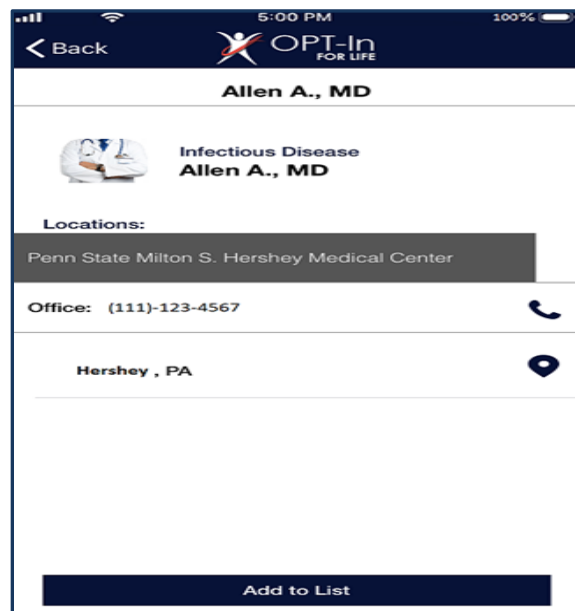 5:00 PM 100%
Back OPT-In
FOR LIFE
Allen A., MD
Infectious Disease
Allen A., MD
Locations:
Penn State Milton S. Hershey Medical Center
Office: (111)-123-4567
Hershey , PA
Add to List